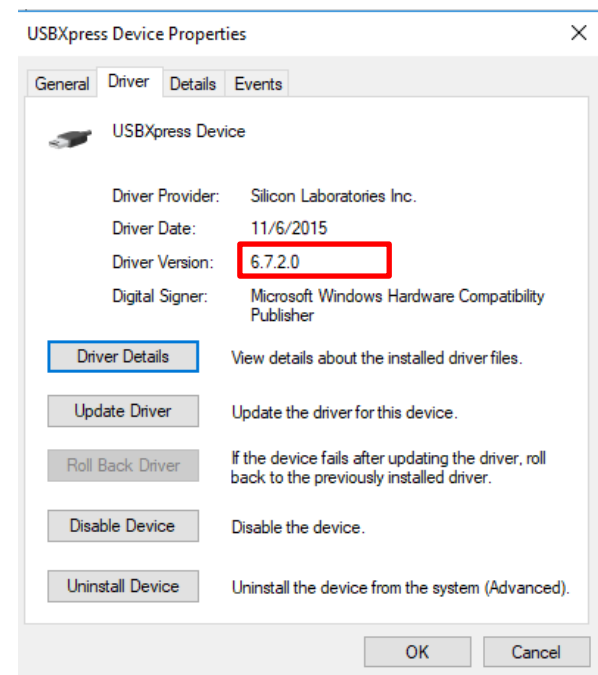 USBXpress Device Properties
General Driver Details Events
USBXpress Device
Driver Provider: Silicon Laboratories Inc.
Driver Date: 11/6/2015
Driver Version: 6.7.2.0
Digital Signer: Microsoft Windows Hardware Compatibility
Publisher
Driver Details View details about the installed driver files.
Update Driver Update the driver for this device.
Roll Back Driver If the device fails after updating the driver, roll
back to the previously installed driver.
Disable Device Disable the device.
Uninstall Device Uninstall the device from the system (Advanced).
OK Cancel